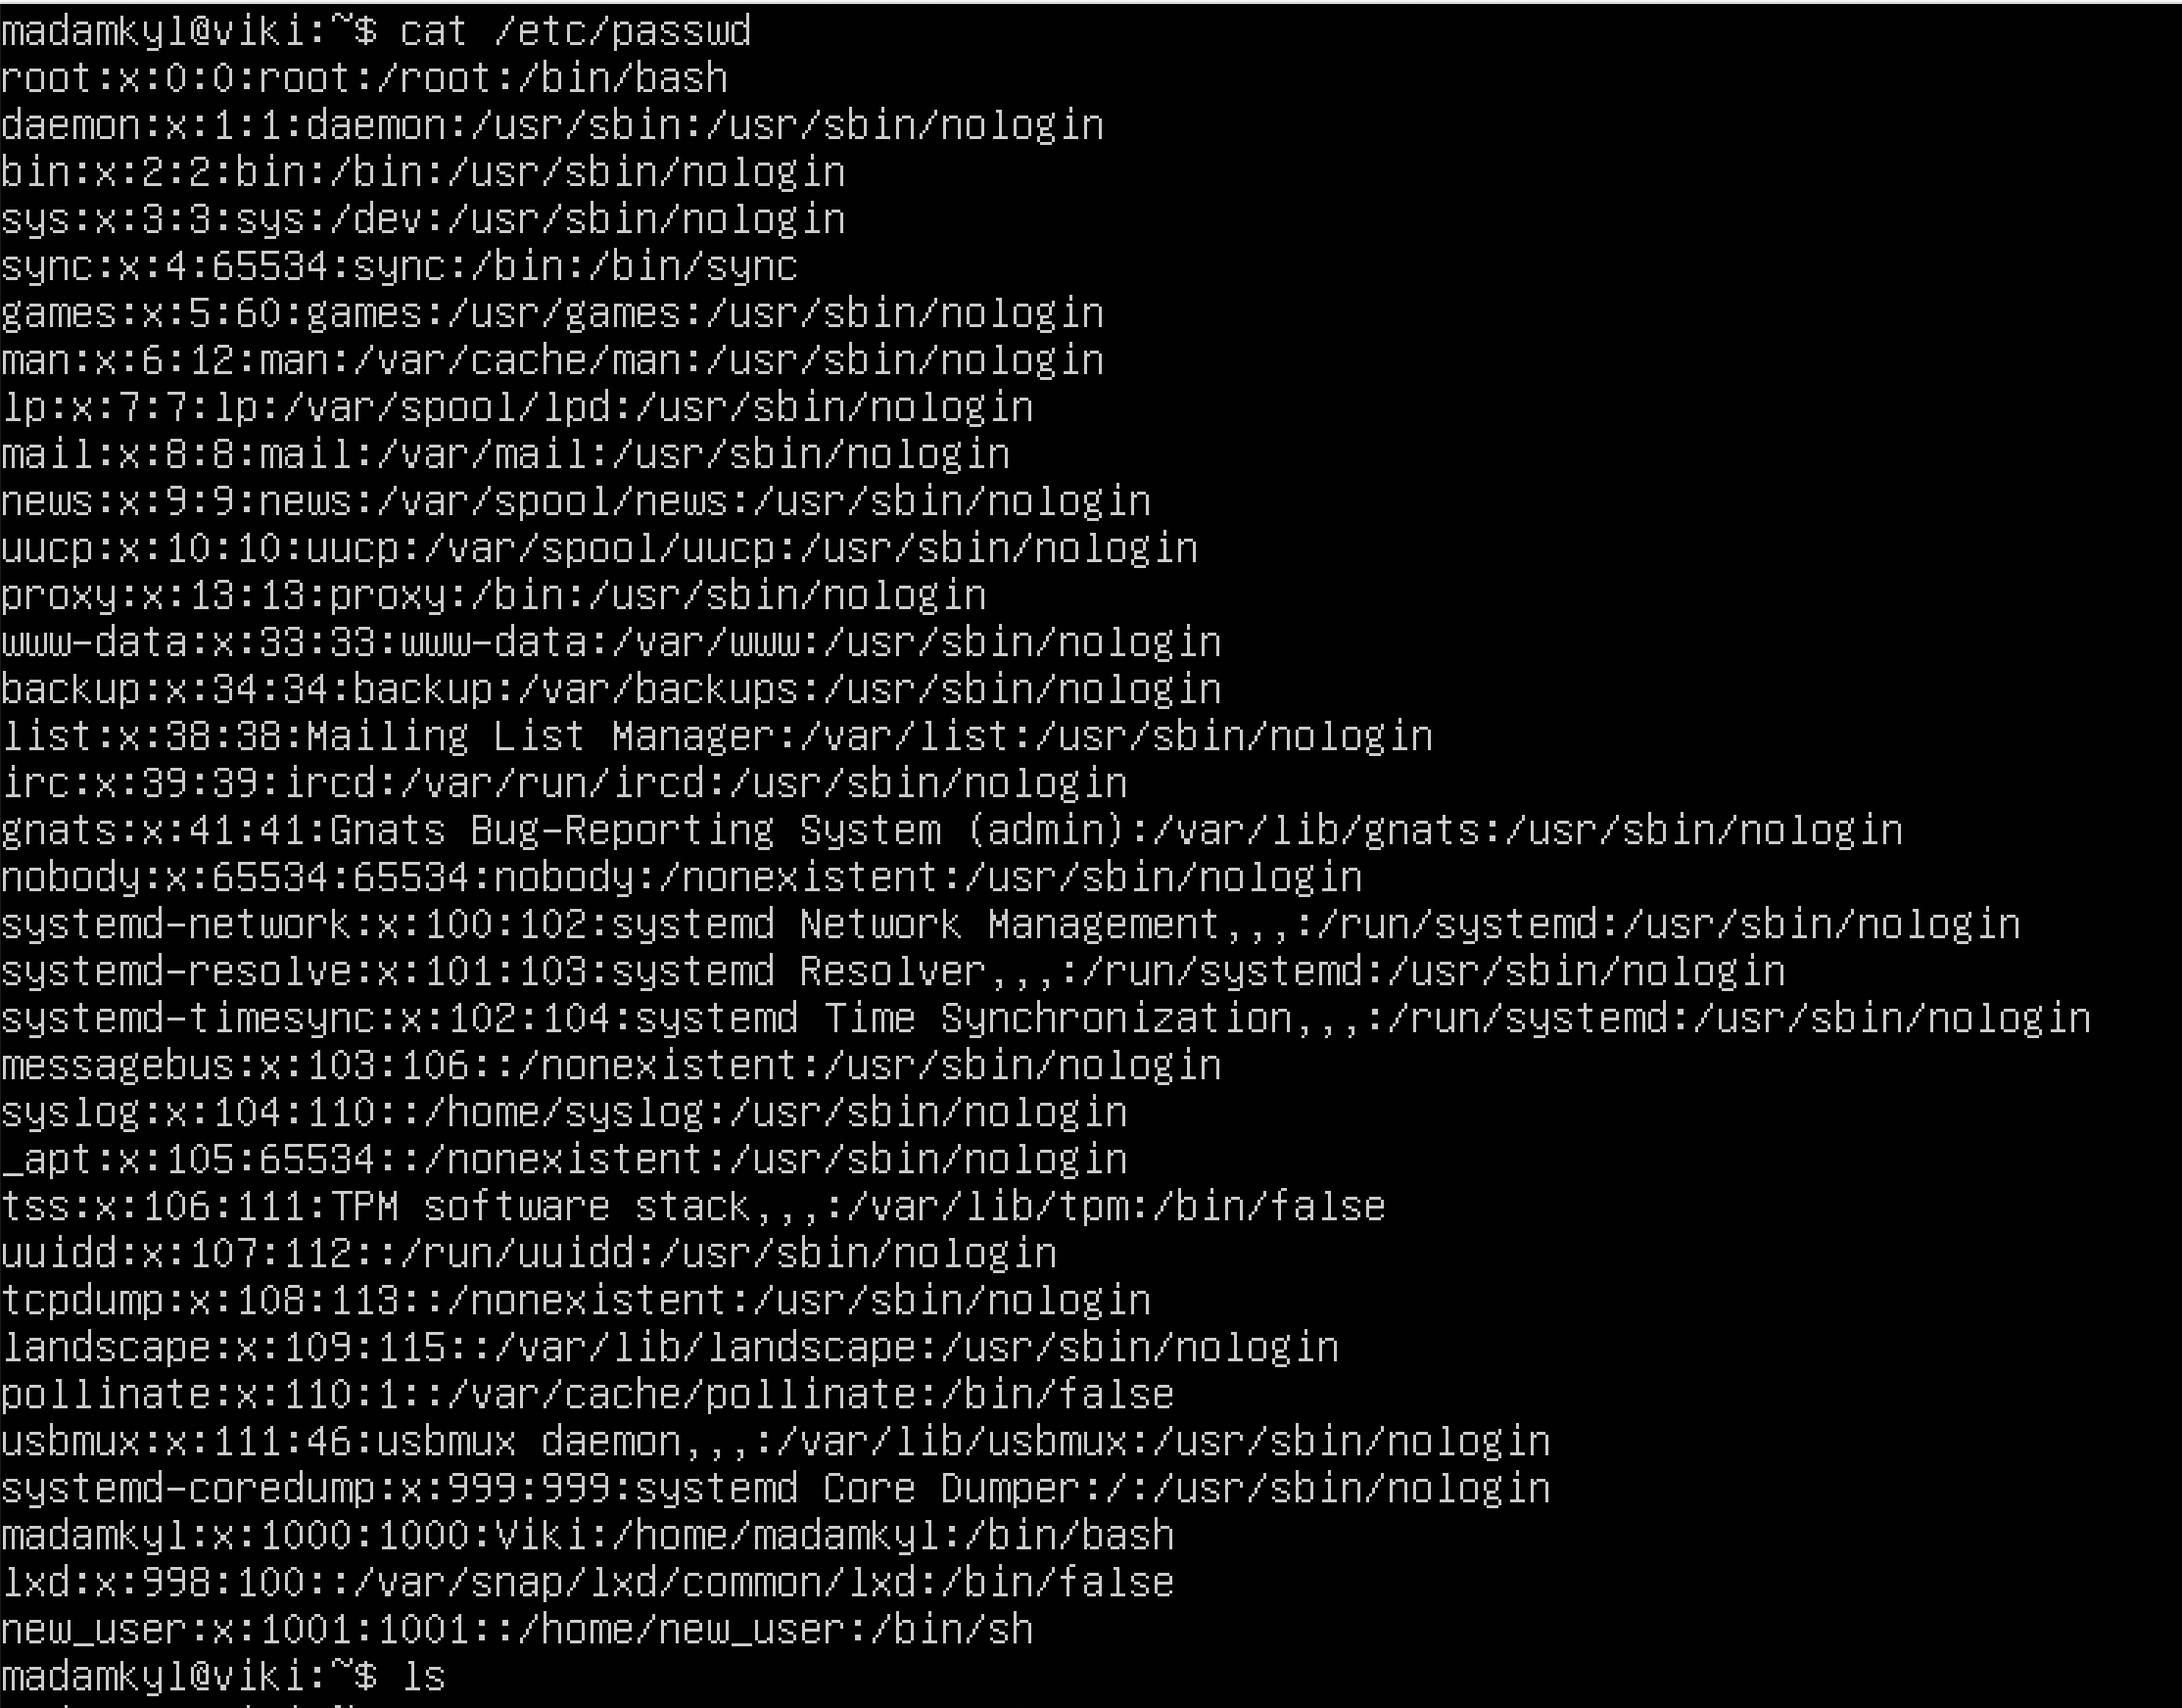 madamkyl@viki:~$ cat /etc/passwd
root:x:0:0:root:/root:/bin/bash
daemon:x:1:1:daemon:/usr/sbin:/usr/sbin/nologin
bin:x:2:2:bin:/bin:/usr/sbin/nologin
sys:x:3:3:sys:/dev:/usr/sbin/nologin
sync:x:4:65534:sync:/bin:/bin/sync
games:x:5:60:games:/usr/games:/usr/sbin/nologin
man:x:6:12:man:/var/cache/man:/usr/sbin/nologin
lp:x:7:7:lp:/var/spool/lpd:/usr/sbin/nologin
mail:x:8:8:mail:/var/mail:/usr/sbin/nologin
news:x:9:9:news:/var/spool/news:/usr/sbin/nologin
uucp:x:10:10:uucp:/var/spool/uucp:/usr/sbin/nologin
proxy:x:13:13:proxy:/bin:/usr/sbin/nologin
www-data:x:33:33:www-data:/var/www:/usr/sbin/nologin
backup:x:34:34:backup:/var/backups:/usr/sbin/nologin
list:x:38:38:Mailing List Manager:/var/list:/usr/sbin/nologin
irc:x:39:39:ircd:/var/run/ircd:/usr/sbin/nologin
gnats:x:41:41:Gnats Bug-Reporting System (admin):/var/lib/gnats:/usr/sbin/nologin
nobody:x:65534:65534:nobody:/nonexistent:/usr/sbin/nologin
systemd-network:x:100:102:systemd Network Management,,,:/run/systemd:/usr/sbin/nologin
systemd-resolve:x:101:103:systemd Resolver,,,:/run/systemd:/usr/sbin/nologin
systemd-timesync:x:102:104:systemd Time Synchronization,,,:/run/systemd:/usr/sbin/nologin
messagebus:x:103:106::/nonexistent:/usr/sbin/nologin
syslog:x:104:110::/home/syslog:/usr/sbin/nologin
_apt:x:105:65534::/nonexistent:/usr/sbin/nologin
tss:x:106:111:TPM software stack,,,:/var/lib/tpm:/bin/false
uuidd:x:107:112::/run/uuidd:/usr/sbin/nologin
tcpdump:x:108:113::/nonexistent:/usr/sbin/nologin
landscape:x:109:115::/var/lib/landscape:/usr/sbin/nologin
pollinate:x:110:1::/var/cache/pollinate:/bin/false
usbmux:x:111:46:usbmux daemon,,,:/var/lib/usbmux:/usr/sbin/nologin
systemd-coredump:x:999:999:systemd Core Dumper:/:/usr/sbin/nologin
madamkyl:x:1000:1000:Viki:/home/madamkyl:/bin/bash
lxd:x:998:100::/var/snap/lxd/common/lxd:/bin/false
new_user:x:1001:1001::/home/new_user:/bin/sh
madamkyl@viki:~$ ls